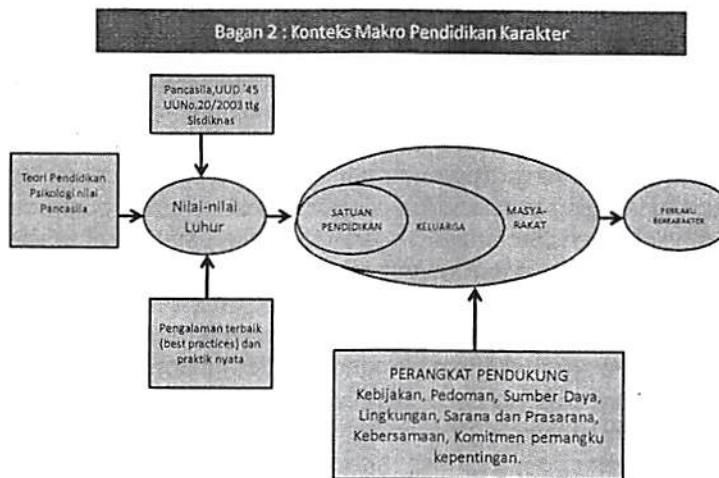 Bagan 2 : Konteks Makro Pendidikan Karakter
Pancasila,UUD '45
UUNo.20/2003 ttg
Sisdiknas
Teori Pendidikan
Psikologi nilai
Pancasila
Nilai-nilai
Luhur
SATUAN
PENDIDIKAN
KELUARGA
MASYA-
RAKAT
PERILAKU
BERKARAKTER
Pengalaman terbaik
(best practices) dan
praktik nyata
PERANGKAT PENDUKUNG
Kebijakan, Pedoman, Sumber Daya,
Lingkungan, Sarana dan Prasarana,
Kebersamaan, Komitmen pemangku
kepentingan.